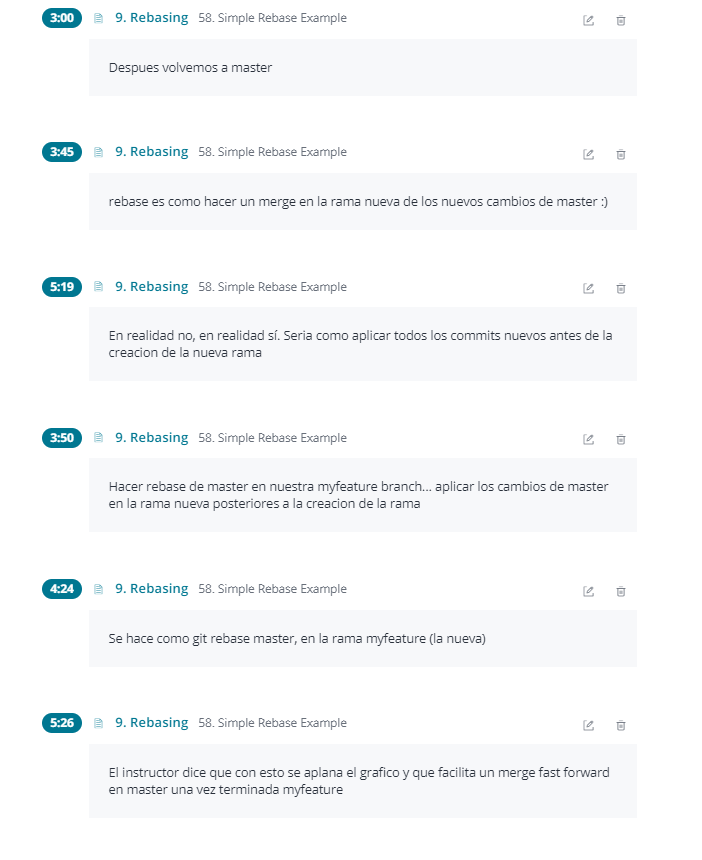 3:00 9. Rebasing 58. Simple Rebase Example
Despues volvemos a master
3:45 9. Rebasing 58. Simple Rebase Example
rebase es como hacer un merge en la rama nueva de los nuevos cambios de master :)
5:19 9. Rebasing 58. Simple Rebase Example
En realidad no, en realidad sí. Seria como aplicar todos los commits nuevos antes de la
creacion de la nueva rama
3:50 9. Rebasing 58. Simple Rebase Example
Hacer rebase de master en nuestra myfeature branch... aplicar los cambios de master
en la rama nueva posteriores a la creacion de la rama
4:24 9. Rebasing 58. Simple Rebase Example
Se hace como git rebase master, en la rama myfeature (la nueva)
5:26 9. Rebasing 58. Simple Rebase Example
El instructor dice que con esto se aplana el grafico y que facilita un merge fast forward
en master una vez terminada myfeature